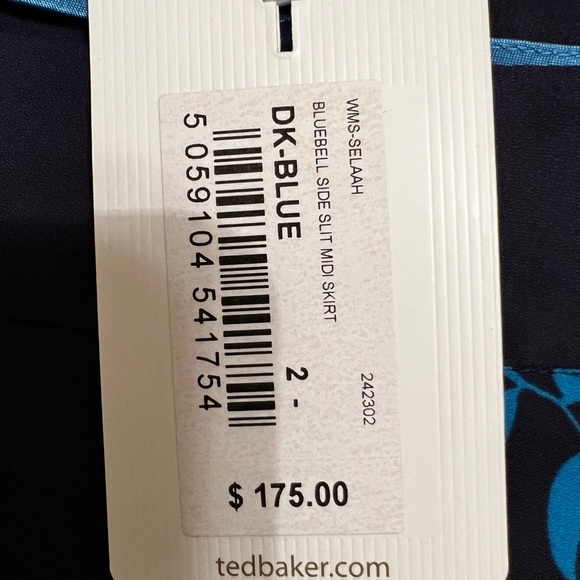 WMS-SELAAH 242302
BLUEBELL SIDE SLIT MIDI SKIRT
DK-BLUE 2 -
5 059104 541754
$ 175.00
tedbaker.com